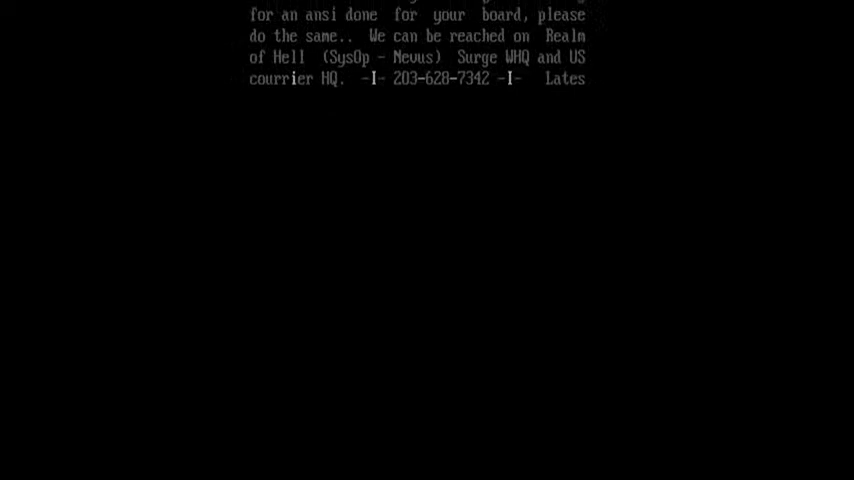 for an ansi done  for  your  board, please
do the same..  We can be reached on  Realm
of Hell  (SysOp - Nevus)  Surge WHQ and US
courrier HQ.  -I- 203-628-7342 -I-   Lates